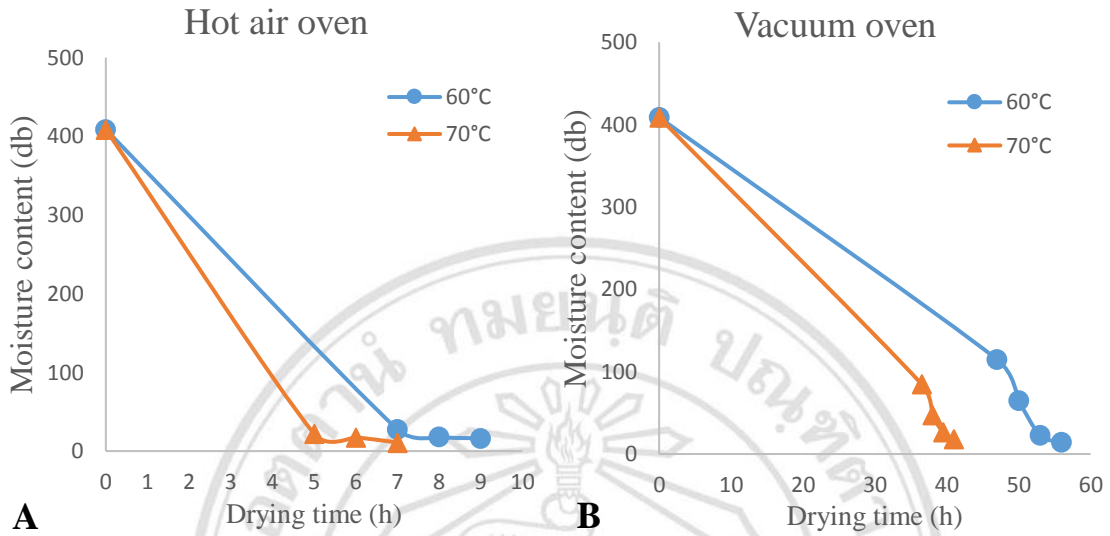 Hot air oven
500
400
300
200
100
0
0 1 2 3 4 5 6 7 8 9 10
Moisture content (db)
Drying time (h)
60°C
70°C
A
Vacuum oven
500
400
300
200
100
0
0 10 20 30 40 50 60
Moisture content (db)
Drying time (h)
60°C
70°C
B